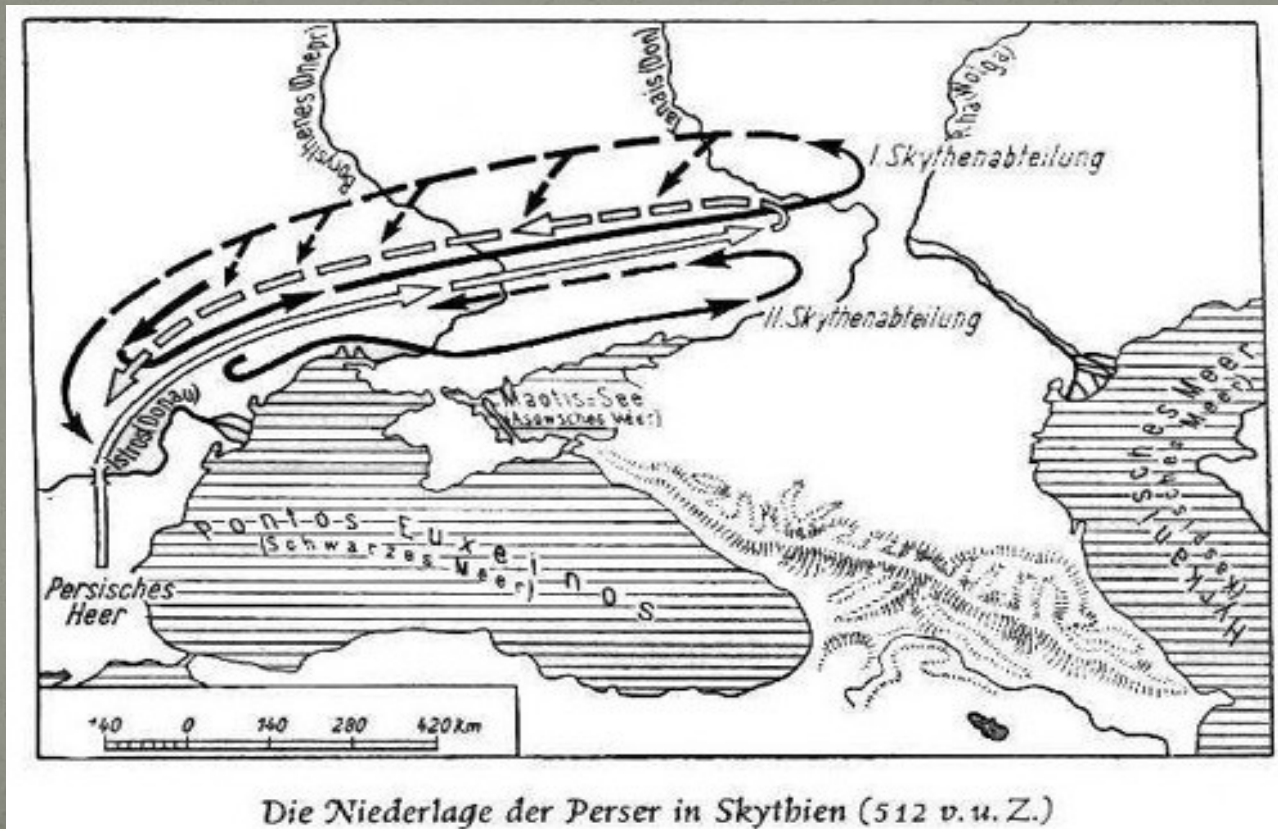 Borysthenes (Dnepr)
Tanais (Don)
Rha (Wolga)
I. Skythenabteilung
II. Skythenabteilung
Istros (Donau)
Mäotis-See
(Asowsches Meer)
Pontos Euxeinos
(Schwarzes Meer)
Persisches
Heer
Hyrkanisches Meer
(Kaspisches Meer)
140 0 140 280 420 Km
Die Niederlage der Perser in Skythien (512 v. u. Z.)